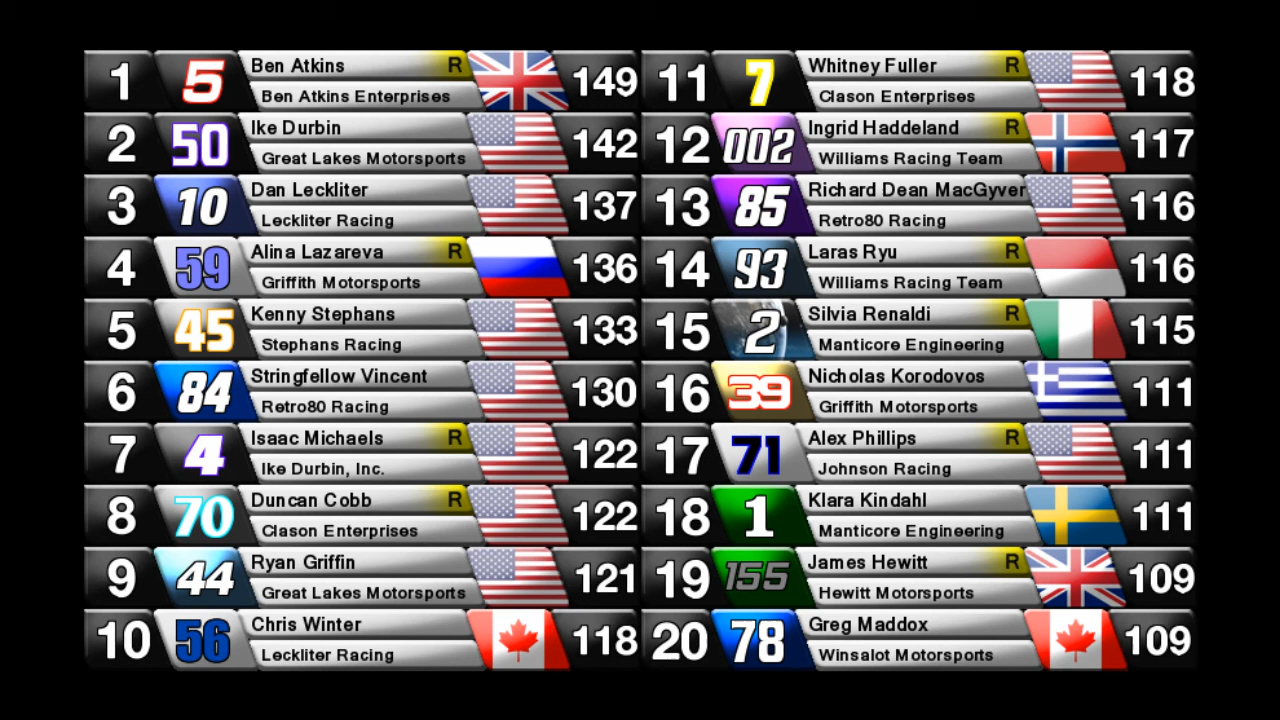 1 5 Ben Atkins R 149
Ben Atkins Enterprises
2 50 Ike Durbin 142
Great Lakes Motorsports
3 10 Dan Leckliter 137
Leckliter Racing
4 59 Alina Lazareva R 136
Griffith Motorsports
5 45 Kenny Stephans 133
Stephans Racing
6 84 Stringfellow Vincent 130
Retro80 Racing
7 4 Isaac Michaels R 122
Ike Durbin, Inc.
8 70 Duncan Cobb R 122
Clason Enterprises
9 44 Ryan Griffin 121
Great Lakes Motorsports
10 56 Chris Winter 118
Leckliter Racing
11 7 Whitney Fuller R 118
Clason Enterprises
12 002 Ingrid Haddeland R 117
Williams Racing Team
13 85 Richard Dean MacGyver 116
Retro80 Racing
14 93 Laras Ryu R 116
Williams Racing Team
15 2 Silvia Renaldi R 115
Manticore Engineering
16 39 Nicholas Korodovos 111
Griffith Motorsports
17 71 Alex Phillips R 111
Johnson Racing
18 1 Klara Kindahl 111
Manticore Engineering
19 155 James Hewitt R 109
Hewitt Motorsports
20 78 Greg Maddox 109
Winsalot Motorsports